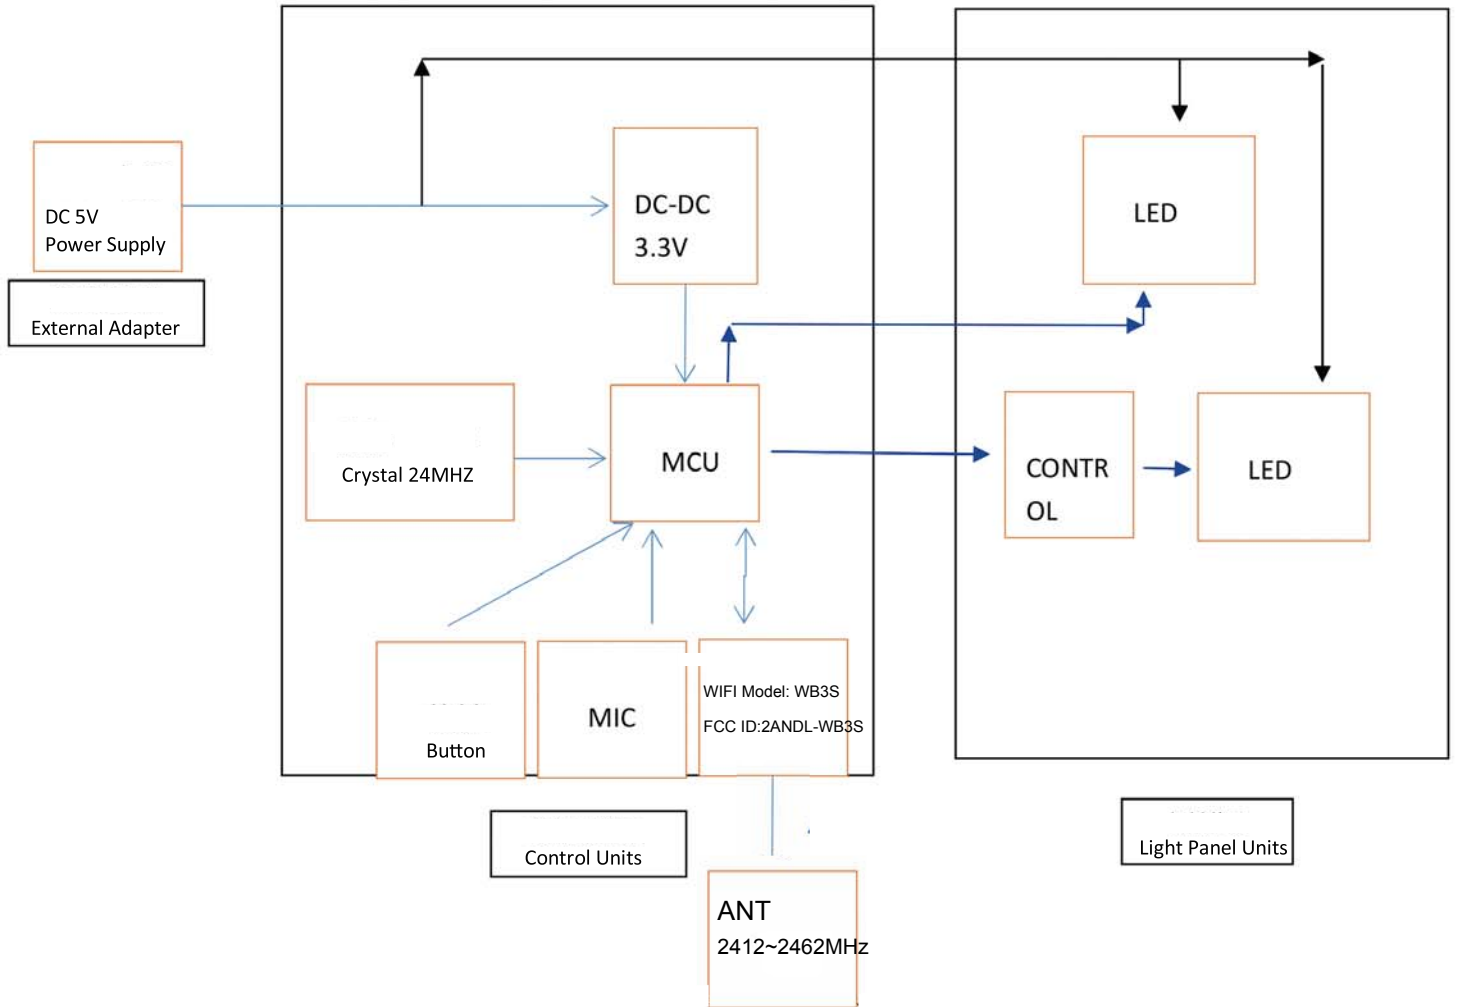 DC 5V
Power Supply
External Adapter
DC-DC
3.3V
LED
Crystal 24MHZ
MCU
CONTR
OL
LED
Button
MIC
WIFI Model: WB3S
FCC ID:2ANDL-WB3S
Control Units
Light Panel Units
ANT
2412~2462MHz